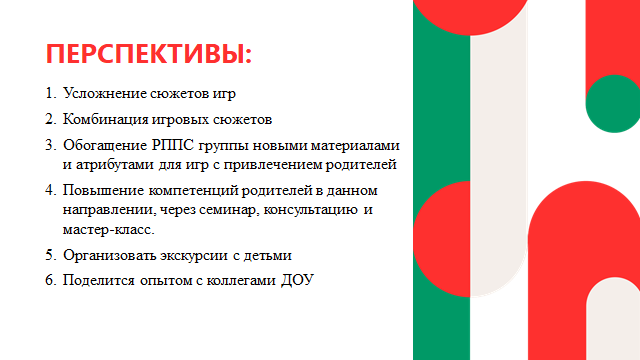 ПЕРСПЕКТИВЫ:
1. Усложнение сюжетов игр
2. Комбинация игровых сюжетов
3. Обогащение РППС группы новыми материалами
и атрибутами для игр с привлечением родителей
4. Повышение компетенций родителей в данном
направлении, через семинар, консультацию и
мастер-класс.
5. Организовать экскурсии с детьми
6. Поделится опытом с коллегами ДОУ